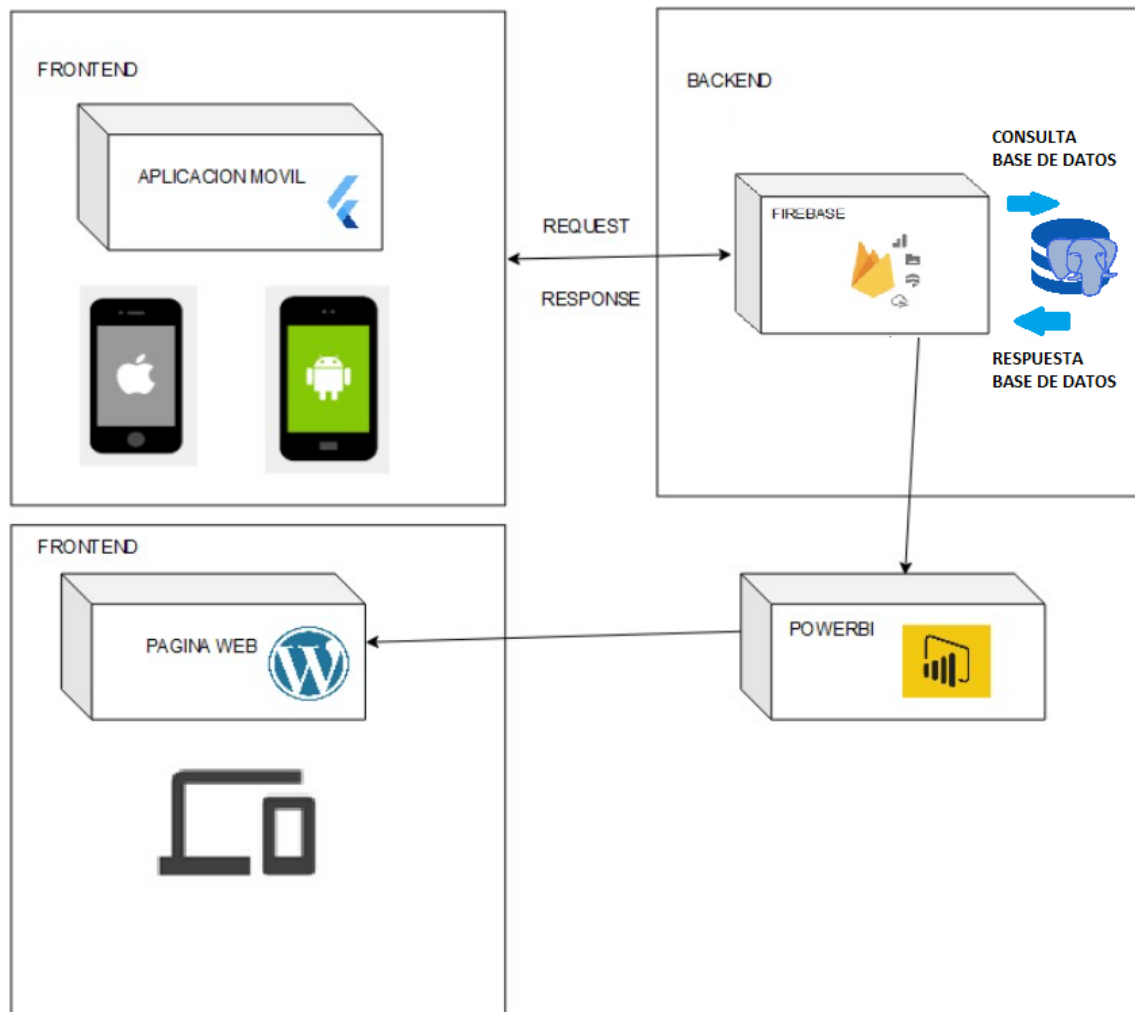 FRONTEND
APLICACION MOVIL
REQUEST
RESPONSE
BACKEND
CONSULTA
BASE DE DATOS
FIREBASE
RESPUESTA
BASE DE DATOS
FRONTEND
PAGINA WEB
POWERBI